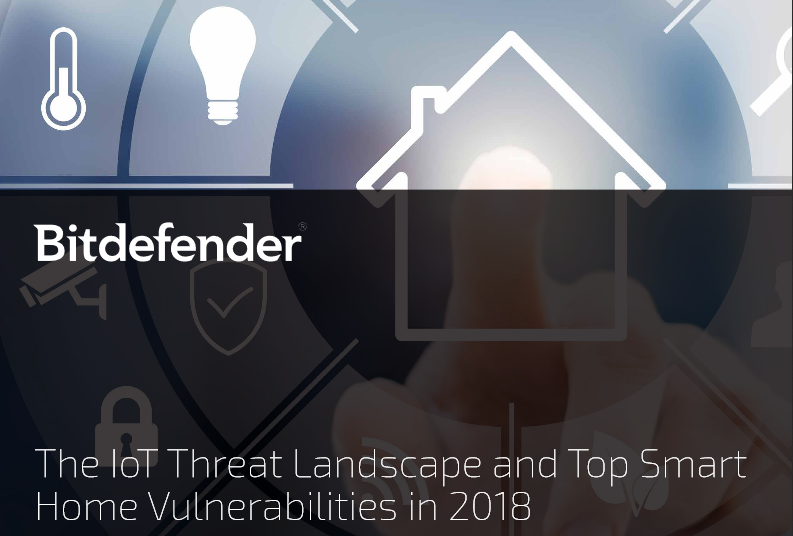 Bitdefender®
The IoT Threat Landscape and Top Smart
Home Vulnerabilities in 2018